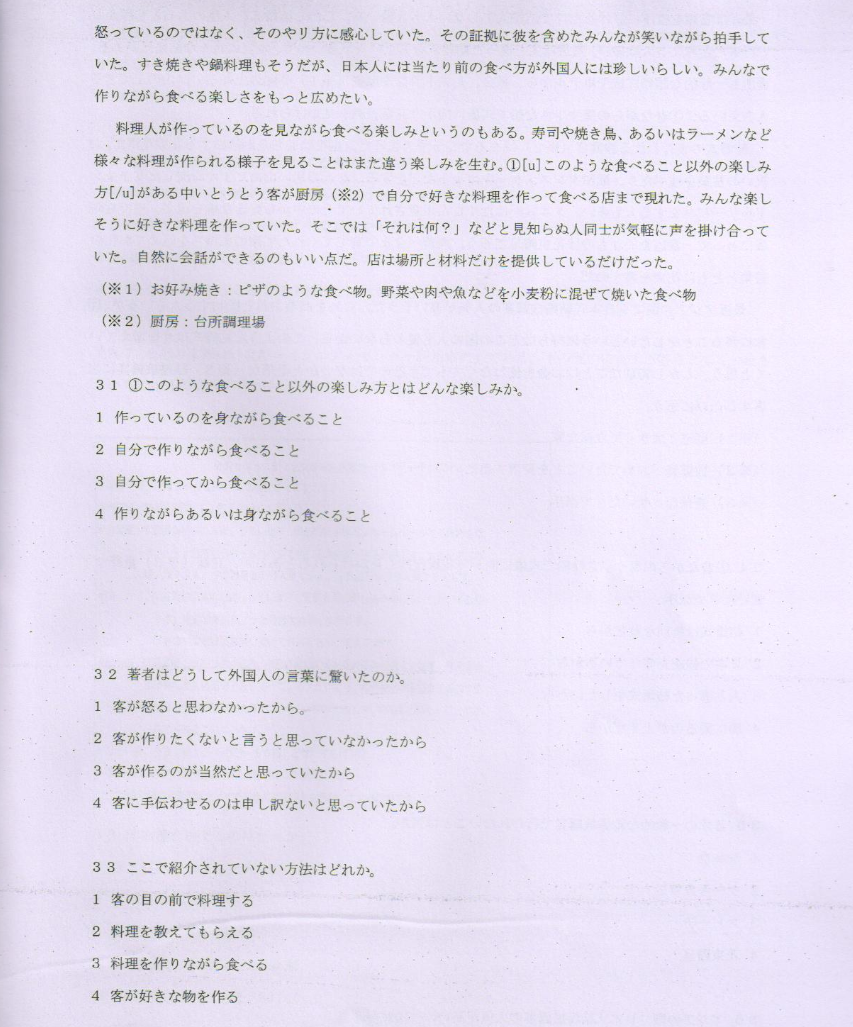 怒っているのではなく、そのやり方に感心していた。その証拠に彼を含めたみんなが笑いながら拍手して
いた。すき焼きや鍋料理もそうだが、日本人には当たり前の食べ方が外国人には珍しいらしい。みんなで
作りながら食べる楽しさをもっと広めたい。
料理人が作っているのを見ながら食べる楽しみというのもある。寿司や焼き鳥、あるいはラーメンなど
様々な料理が作られる様子を見ることはまた違う楽しみを生む。①[u]このような食べること以外の楽しみ
方[/u]がある中いとうとう客が厨房（※2）で自分で好きな料理を作って食べる店まで現れた。みんな楽し
そうに好きな料理を作っていた。そこでは「それは何？」などと見知らぬ人同士が気軽に声を掛け合って
いた。自然に会話ができるのもいい点だ。店は場所と材料だけを提供しているだけだった。
（※１）お好み焼き：ピザのような食べ物。野菜や肉や魚などを小麦粉に混ぜて焼いた食べ物
（※２）厨房：台所調理場
３１ ①このような食べること以外の楽しみ方とはどんな楽しみか。
1 作っているのを身ながら食べること
2 自分で作りながら食べること
3 自分で作ってから食べること
4 作りながらあるいは身ながら食べること
３２ 著者はどうして外国人の言葉に驚いたのか。
1 客が怒ると思わなかったから。
2 客が作りたくないと言うと思っていなかったから
3 客が作るのが当然だと思っていたから
4 客に手伝わせるのは申し訳ないと思っていたから
３３ ここで紹介されていない方法はどれか。
1 客の目の前で料理する
2 料理を教えてもらえる
3 料理を作りながら食べる
4 客が好きな物を作る